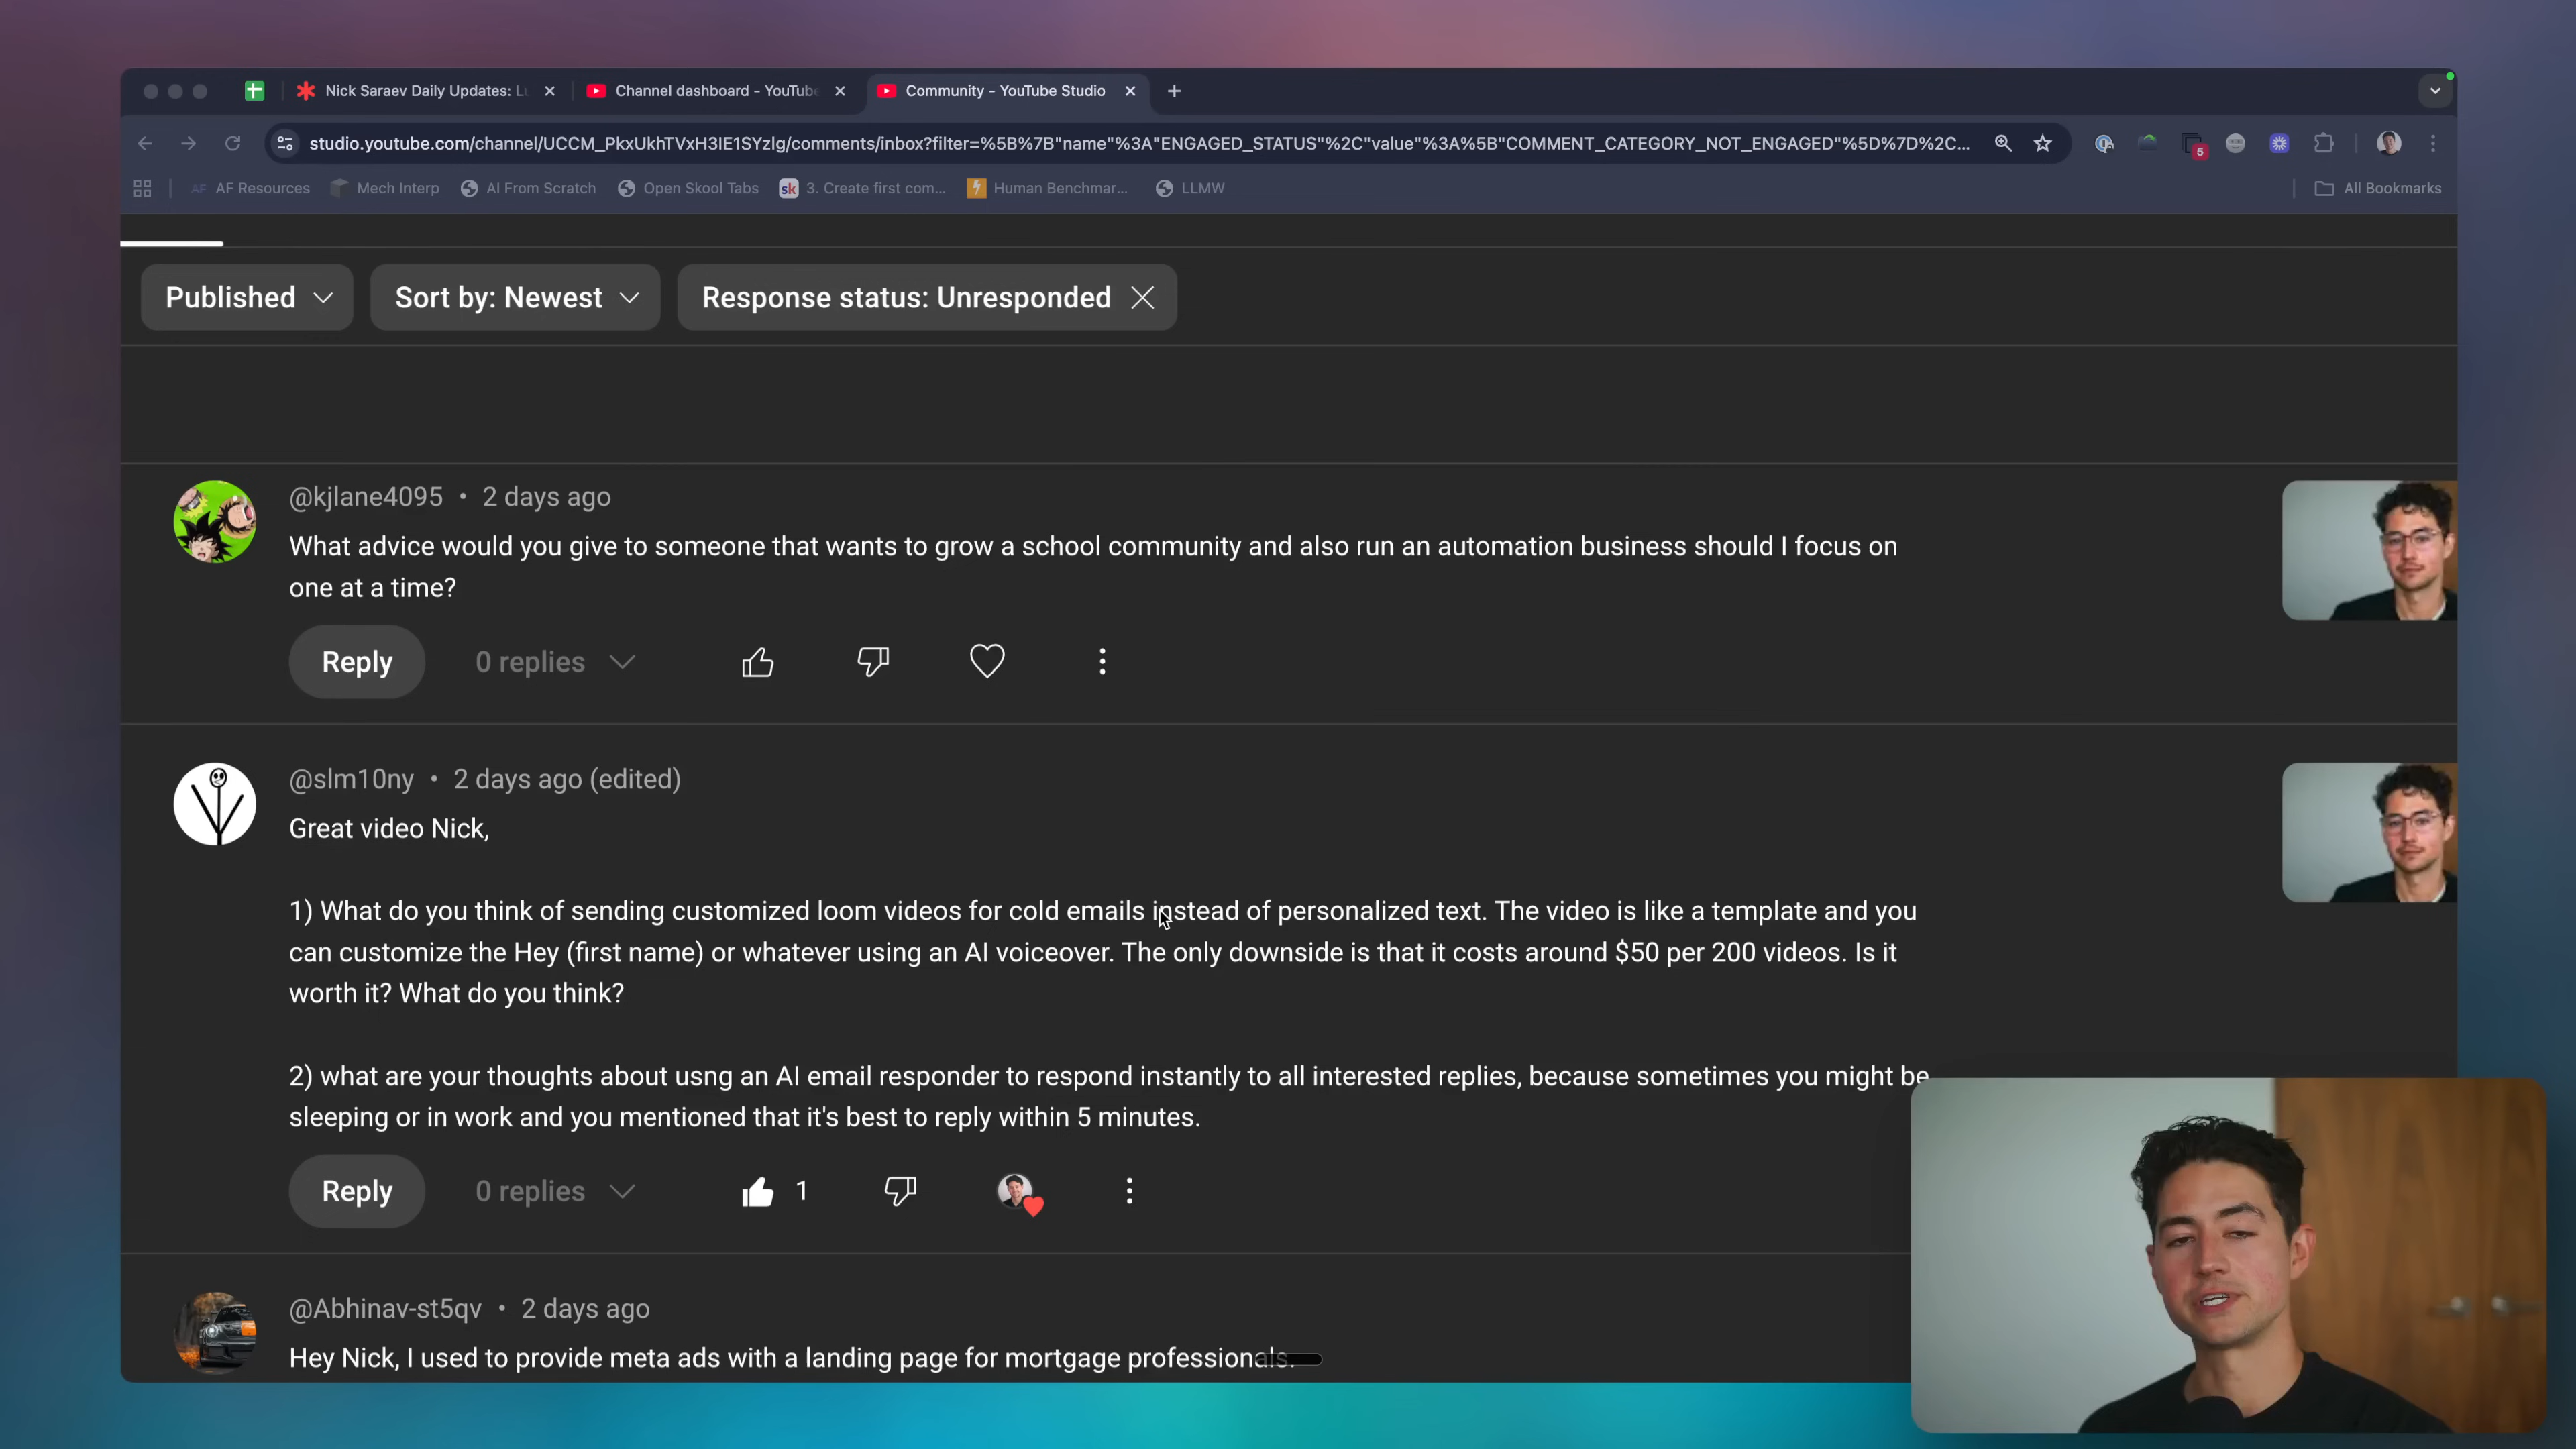 Nick Saraev Daily Updates: Lu
Channel dashboard - YouTube
Community - YouTube Studio
studio.youtube.com/channel/UCCM_PkxUkhTVxH3IE1SYzlg/comments/inbox?filter=%5B%7B"name"%3A"ENGAGED_STATUS"%2C"value"%3A%5B"COMMENT_CATEGORY_NOT_ENGAGED"%5D%7D%2C...
5
AF AF Resources
Mech Interp
AI From Scratch
Open Skool Tabs
sk 3. Create first com...
Human Benchmar...
LLMW
All Bookmarks
Published
Sort by: Newest
Response status: Unresponded
@kjlane4095 • 2 days ago
What advice would you give to someone that wants to grow a school community and also run an automation business should I focus on
one at a time?
Reply
0 replies
@slm10ny • 2 days ago (edited)
Great video Nick,
1) What do you think of sending customized loom videos for cold emails instead of personalized text. The video is like a template and you
can customize the Hey (first name) or whatever using an AI voiceover. The only downside is that it costs around $50 per 200 videos. Is it
worth it? What do you think?
2) what are your thoughts about usng an AI email responder to respond instantly to all interested replies, because sometimes you might be
sleeping or in work and you mentioned that it's best to reply within 5 minutes.
Reply
0 replies
1
@Abhinav-st5qv • 2 days ago
Hey Nick, I used to provide meta ads with a landing page for mortgage professionals.